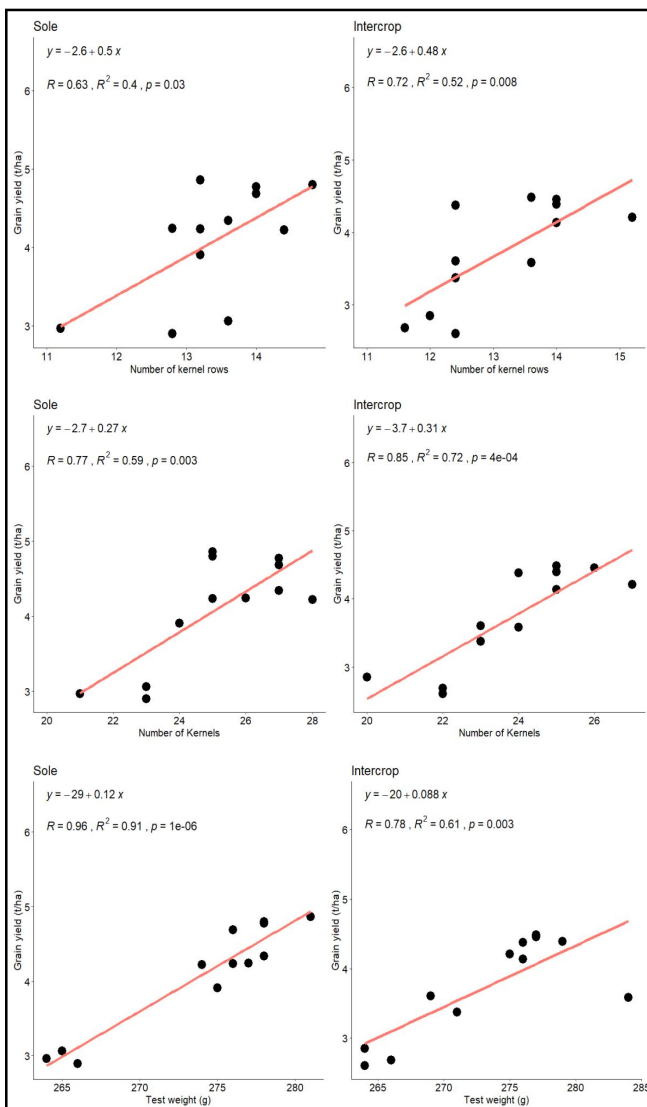 Sole
y = −2.6 + 0.5 x
R = 0.63 , R² = 0.4 , p = 0.03
6
5
4
3
Grain yield (t/ha)
11 12 13 14
Number of kernel rows
Intercrop
y = −2.6 + 0.48 x
R = 0.72 , R² = 0.52 , p = 0.008
6
5
4
3
Grain yield (t/ha)
11 12 13 14 15
Number of kernel rows
Sole
y = −2.7 + 0.27 x
R = 0.77 , R² = 0.59 , p = 0.003
6
5
4
3
Grain yield (t/ha)
20 22 24 26 28
Number of Kernels
Intercrop
y = −3.7 + 0.31 x
R = 0.85 , R² = 0.72 , p = 4e-04
6
5
4
3
Grain yield (t/ha)
20 22 24 26
Number of Kernels
Sole
y = −29 + 0.12 x
R = 0.96 , R² = 0.91 , p = 1e-06
6
5
4
3
Grain yield (t/ha)
265 270 275 280
Test weight (g)
Intercrop
y = −20 + 0.088 x
R = 0.78 , R² = 0.61 , p = 0.003
6
5
4
3
Grain yield (t/ha)
265 270 275 280 285
Test weight (g)